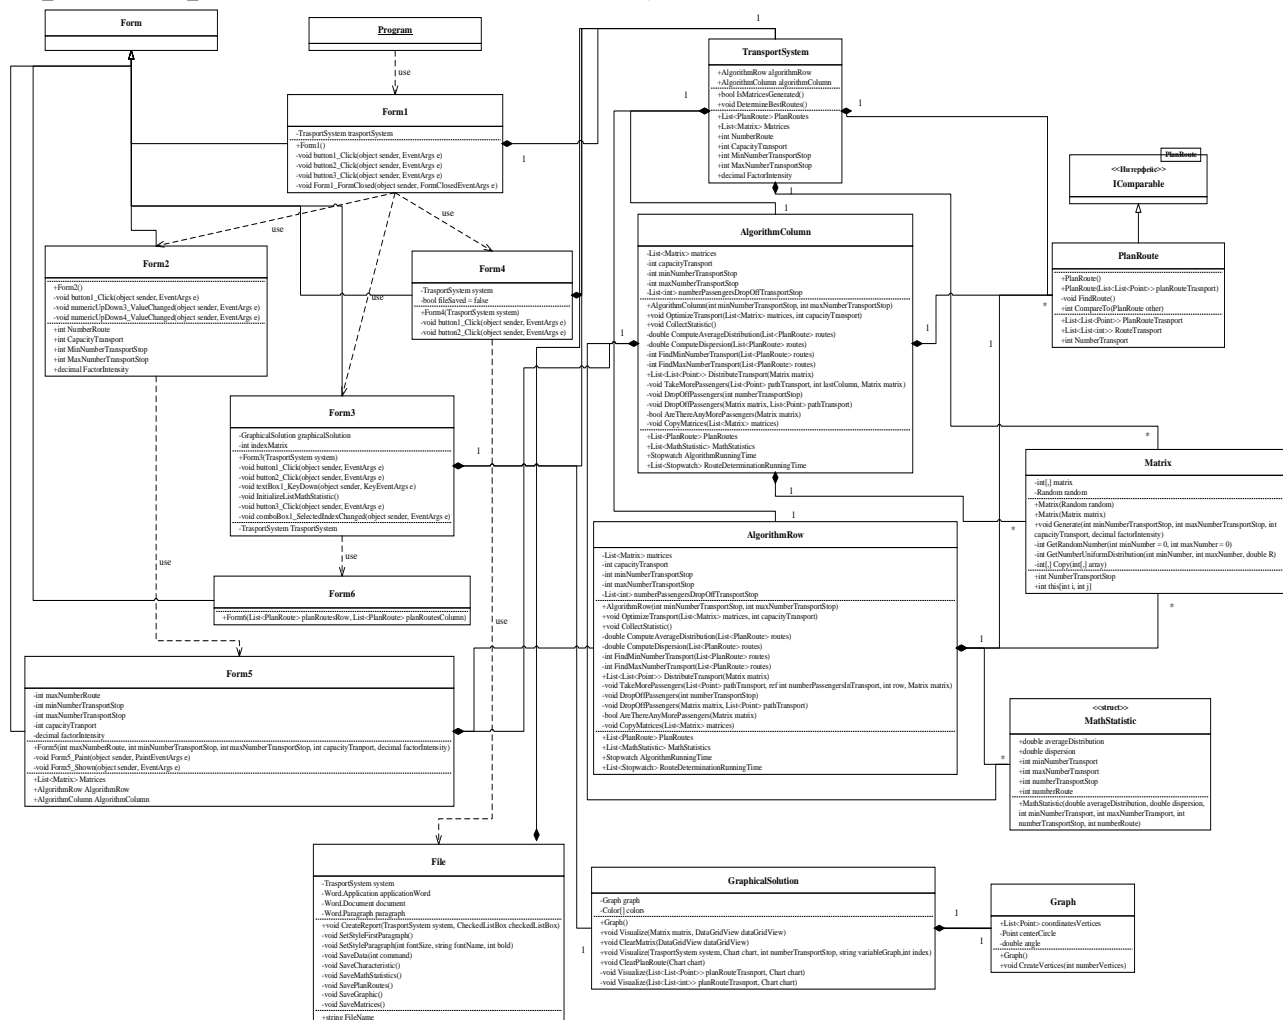 Form
Program
use
Form1
-TrasportSystem trasportSystem
+Form1()
-void button1_Click(object sender, EventArgs e)
-void button2_Click(object sender, EventArgs e)
-void button3_Click(object sender, EventArgs e)
-void Form1_FormClosed(object sender, FormClosedEventArgs e)
1
1
TransportSystem
+AlgorithmRow algorithmRow
+AlgorithmColumn algorithmColumn
+bool IsMatricesGenerated()
+void DetermineBestRoutes()
+List<PlanRoute> PlanRoutes
+List<Matrix> Matrices
+int NumberRoute
+int CapacityTransport
+int MinNumberTransportStop
+int MaxNumberTransportStop
+decimal FactorIntensity
1
1
1
1
PlanRoute
<<Интерфейс>>
IComparable
PlanRoute
+PlanRoute()
+PlanRoute(List<List<Point>> planRouteTrasnport)
-void FindRoute()
+int CompareTo(PlanRoute other)
+List<List<Point>> PlanRouteTrasnport
+List<List<int>> RouteTransport
+int NumberTransport
*
1
use
use
use
Form2
+Form2()
-void button1_Click(object sender, EventArgs e)
-void numericUpDown3_ValueChanged(object sender, EventArgs e)
-void numericUpDown4_ValueChanged(object sender, EventArgs e)
+int NumberRoute
+int CapacityTransport
+int MinNumberTransportStop
+int MaxNumberTransportStop
+decimal FactorIntensity
Form4
-TrasportSystem system
-bool fileSaved = false
+Form4(TrasportSystem system)
-void button1_Click(object sender, EventArgs e)
-void button2_Click(object sender, EventArgs e)
AlgorithmColumn
-List<Matrix> matrices
-int capacityTransport
-int minNumberTransportStop
-int maxNumberTransportStop
-List<int> numberPassengersDropOffTransportStop
+AlgorithmColumn(int minNumberTransportStop, int maxNumberTransportStop)
+void OptimizeTransport(List<Matrix> matrices, int capacityTransport)
+void CollectStatistic()
-double ComputeAverageDistribution(List<PlanRoute> routes)
-double ComputeDispersion(List<PlanRoute> routes)
-int FindMinNumberTransport(List<PlanRoute> routes)
-int FindMaxNumberTransport(List<PlanRoute> routes)
+List<List<Point>> DistributeTransport(Matrix matrix)
-void TakeMorePassengers(List<Point> pathTransport, int lastColumn, Matrix matrix)
-void DropOffPassengers(int numberTransportStop)
-void DropOffPassengers(Matrix matrix, List<Point> pathTransport)
-bool AreThereAnyMorePassengers(Matrix matrix)
-void CopyMatrices(List<Matrix> matrices)
+List<PlanRoute> PlanRoutes
+List<MathStatistic> MathStatistics
+Stopwatch AlgorithmRunningTime
+List<Stopwatch> RouteDeterminationRunningTime
1
1
1
1
Form3
-GraphicalSolution graphicalSolution
-int indexMatrix
+Form3(TrasportSystem system)
-void button1_Click(object sender, EventArgs e)
-void button2_Click(object sender, EventArgs e)
-void textBox1_KeyDown(object sender, KeyEventArgs e)
-void InitializeListMathStatistic()
-void button3_Click(object sender, EventArgs e)
-void comboBox1_SelectedIndexChanged(object sender, EventArgs e)
-TrasportSystem TrasportSystem
1
use
*
Matrix
-int[,] matrix
-Random random
+Matrix(Random random)
+Matrix(Matrix matrix)
+void Generate(int minNumberTransportStop, int maxNumberTransportStop, int
capacityTransport, decimal factorIntensity)
-int GetRandomNumber(int minNumber = 0, int maxNumber = 0)
-int GetNumberUniformDistribution(int minNumber, int maxNumber, double R)
-int[,] Copy(int[,] array)
+int NumberTransportStop
+int this[int i, int j]
*
*
Form6
+Form6(List<PlanRoute> planRoutesRow, List<PlanRoute> planRoutesColumn)
use
AlgorithmRow
-List<Matrix> matrices
-int capacityTransport
-int minNumberTransportStop
-int maxNumberTransportStop
-List<int> numberPassengersDropOffTransportStop
+AlgorithmRow(int minNumberTransportStop, int maxNumberTransportStop)
+void OptimizeTransport(List<Matrix> matrices, int capacityTransport)
+void CollectStatistic()
-double ComputeAverageDistribution(List<PlanRoute> routes)
-double ComputeDispersion(List<PlanRoute> routes)
-int FindMinNumberTransport(List<PlanRoute> routes)
-int FindMaxNumberTransport(List<PlanRoute> routes)
+List<List<Point>> DistributeTransport(Matrix matrix)
-void TakeMorePassengers(List<Point> pathTransport, ref int numberPassengersInTransport, int row, Matrix matrix)
-void DropOffPassengers(int numberTransportStop)
-void DropOffPassengers(Matrix matrix, List<Point> pathTransport)
-bool AreThereAnyMorePassengers(Matrix matrix)
-void CopyMatrices(List<Matrix> matrices)
+List<PlanRoute> PlanRoutes
+List<MathStatistic> MathStatistics
+Stopwatch AlgorithmRunningTime
+List<Stopwatch> RouteDeterminationRunningTime
1
*
Form5
-int maxNumberRoute
-int minNumberTransportStop
-int maxNumberTransportStop
-int capacityTranport
-decimal factorIntensity
+Form5(int maxNumberRoute, int minNumberTransportStop, int maxNumberTransportStop, int capacityTranport, decimal factorIntensity)
-void Form5_Paint(object sender, PaintEventArgs e)
-void Form5_Shown(object sender, EventArgs e)
+List<Matrix> Matrices
+AlgorithmRow AlgorithmRow
+AlgorithmColumn AlgorithmColumn
<<struct>>
MathStatistic
+double averageDistribution
+double dispersion
+int minNumberTransport
+int maxNumberTransport
+int numberTransportStop
+int numberRoute
+MathStatistic(double averageDistribution, double dispersion,
int minNumberTransport, int maxNumberTransport, int
numberTransportStop, int numberRoute)
File
-TrasportSystem system
-Word.Application applicationWord
-Word.Document document
-Word.Paragraph paragraph
+void CreateReport(TrasportSystem system, CheckedListBox checkedListBox)
-void SetStyleFirstParagraph()
-void SetStyleParagraph(int fontSize, string fontName, int bold)
-void SaveData(int command)
-void SaveCharacteristic()
-void SaveMathStatistics()
-void SavePlanRoutes()
-void SaveGraphic()
-void SaveMatrices()
+string FileName
1
GraphicalSolution
-Graph graph
-Color[] colors
+Graph()
+void Visualize(Matrix matrix, DataGridView dataGridView)
+void ClearMatrix(DataGridView dataGridView)
+void Visualize(TrasportSystem system, Chart chart, int numberTransportStop, string variableGraph,int index)
+void ClearPlanRoute(Chart chart)
-void Visualize(List<List<Point>> planRouteTrasnport, Chart chart)
-void Visualize(List<List<int>> planRouteTrasnport, Chart chart)
1
1
Graph
+List<Point> coordinatesVertices
-Point centerCircle
-double angle
+Graph()
+void CreateVertices(int numberVertices)